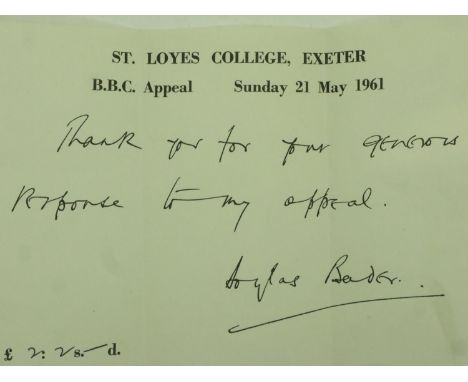 ST. LOYES COLLEGE, EXETER
B.B.C. Appeal Sunday 21 May 1961
Thank you for your generous
response to my appeal.
Douglas Bader.
£ 2: 2 s. – d.